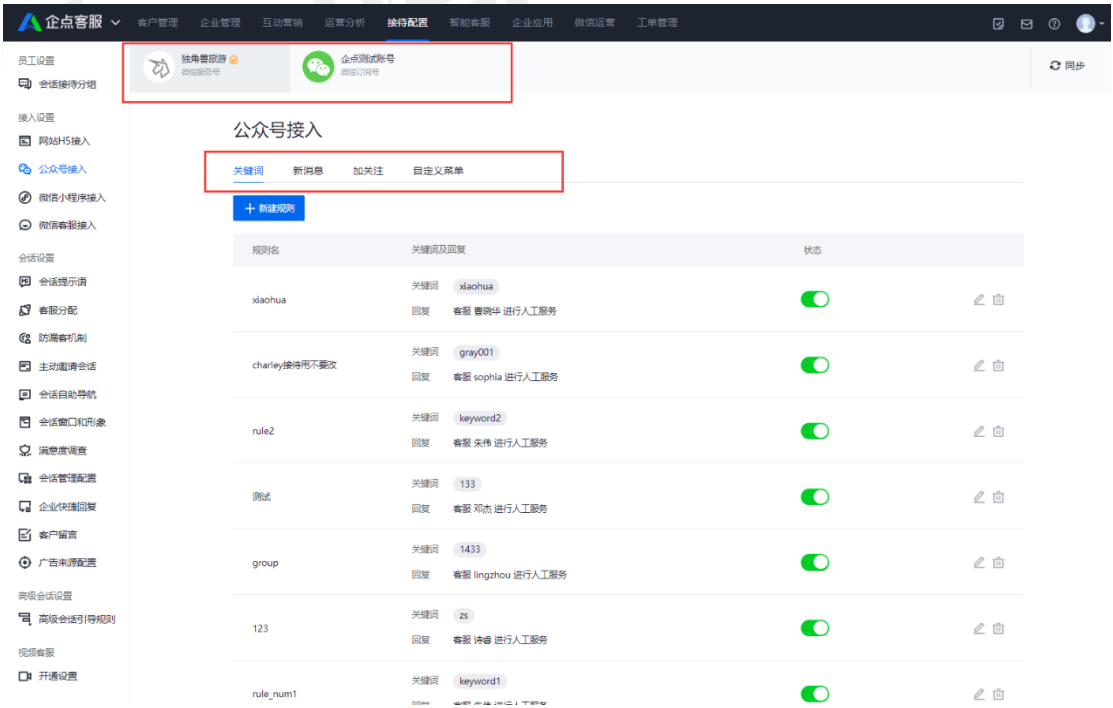 企点客服 客户管理 企业管理 互动营销 运营分析 接待配置 智能客服 企业应用 微信运营 工单管理
员工设置
会话接待分组
接入设置
网站H5接入
公众号接入
微信小程序接入
微信客服接入
会话设置
会话提示语
客服分配
防漏客机制
主动邀请会话
会话自助导航
会话窗口和形象
满意度调查
会话管理配置
企业快捷回复
客户留言
广告来源配置
高级会话设置
高级会话引导规则
视频客服
开通设置
独角兽旅游
微信服务号
企点测试账号
微信订阅号
同步
公众号接入
关键词 新消息 加关注 自定义菜单
新建规则
规则名 关键词及回复 状态
xiaohua
关键词 xiaohua
回复 客服 曹晓华 进行人工服务
charley接待用不要改
关键词 gray001
回复 客服 sophia 进行人工服务
rule2
关键词 keyword2
回复 客服 朱伟 进行人工服务
测试
关键词 133
回复 客服 邓杰 进行人工服务
group
关键词 1433
回复 客服 lingzhou 进行人工服务
123
关键词 zs
回复 客服 诗睿 进行人工服务
rule_num1
关键词 keyword1
回复 客服 朱伟 进行人工服务